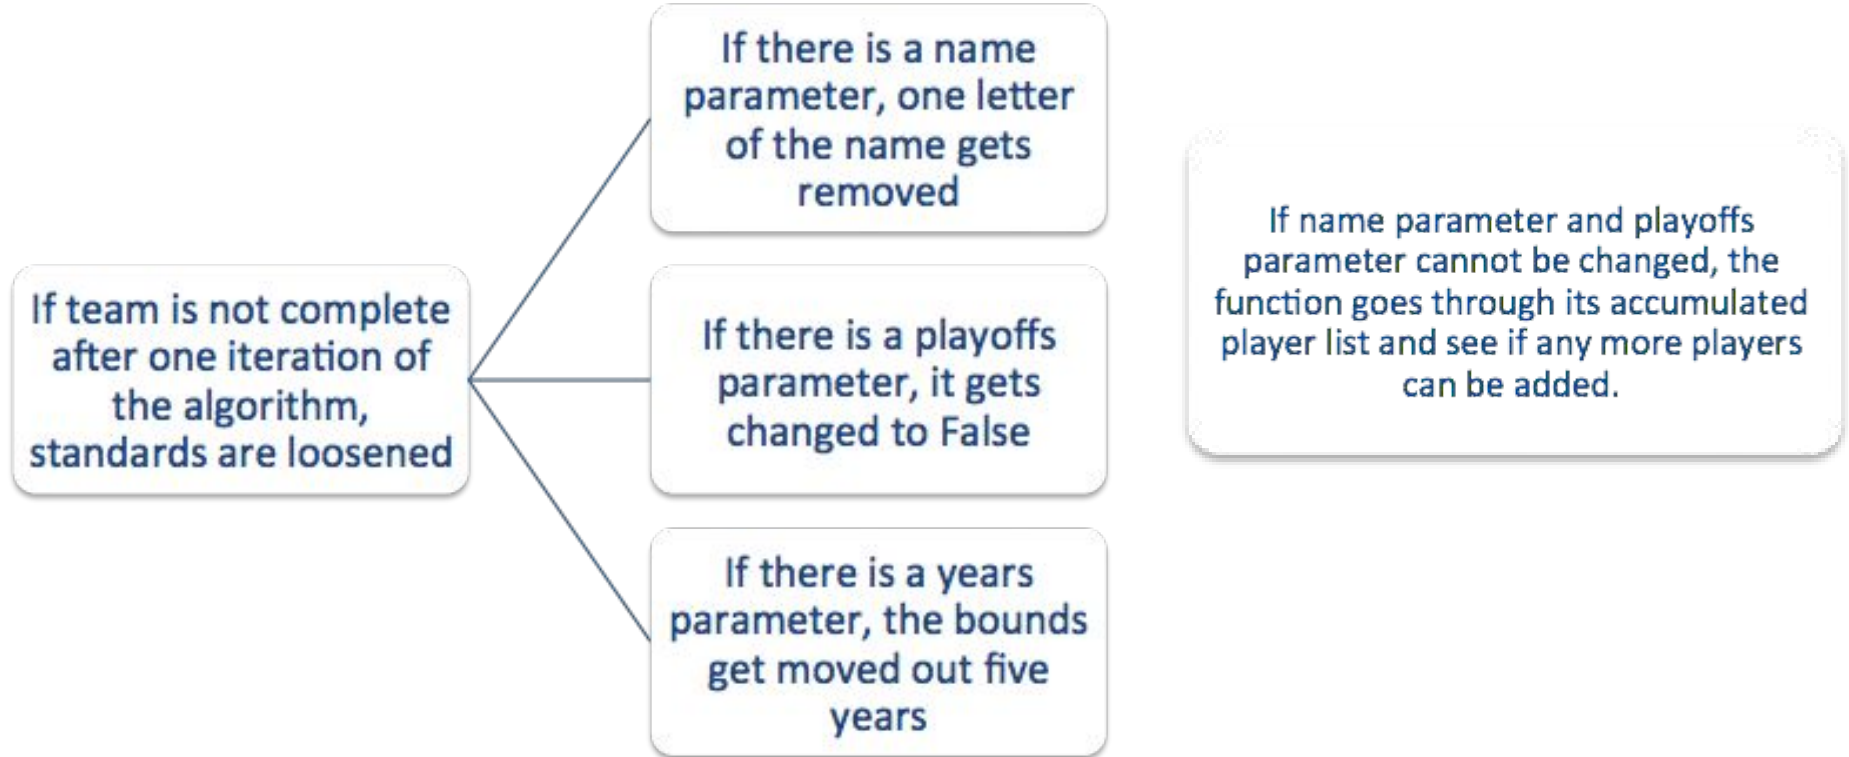 If team is not complete
after one iteration of
the algorithm,
standards are loosened
If there is a name
parameter, one letter
of the name gets
removed
If there is a playoffs
parameter, it gets
changed to False
If there is a years
parameter, the bounds
get moved out five
years
If name parameter and playoffs
parameter cannot be changed, the
function goes through its accumulated
player list and see if any more players
can be added.